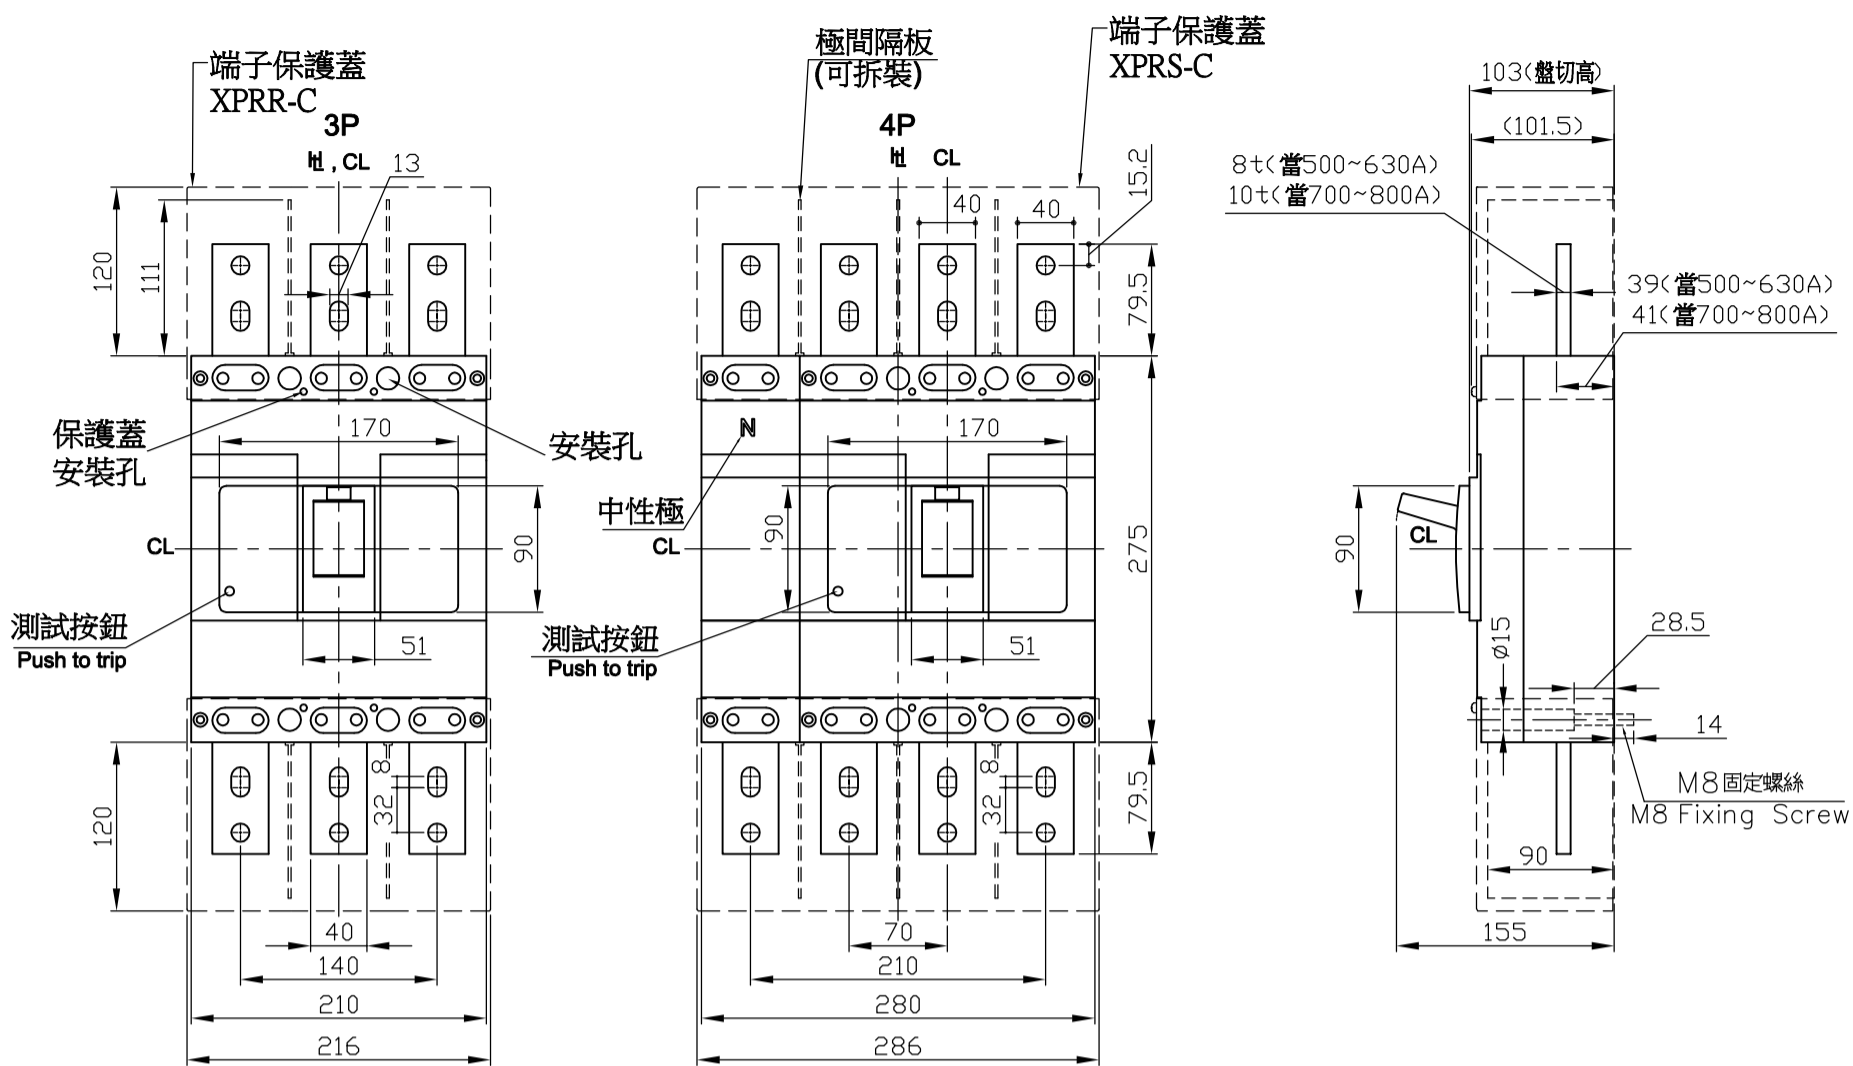 端子保護蓋
XPRR-C
3P
, CL
13
120
111
保護蓋
安裝孔
170
安裝孔
CL
90
測試按鈕
Push to trip
51
120
8
32
40
140
210
216
極間隔板
(可拆裝)
端子保護蓋
XPRS-C
4P
CL
15.2
40
40
79.5
N
170
中性極
90
CL
275
測試按鈕
Push to trip
51
8
32
79.5
70
210
280
286
103(盤切高)
(101.5)
8t(當500~630A)
10t(當700~800A)
39(當500~630A)
41(當700~800A)
90
CL
28.5
ø15
14
M8固定螺絲
M8 Fixing Screw
90
155